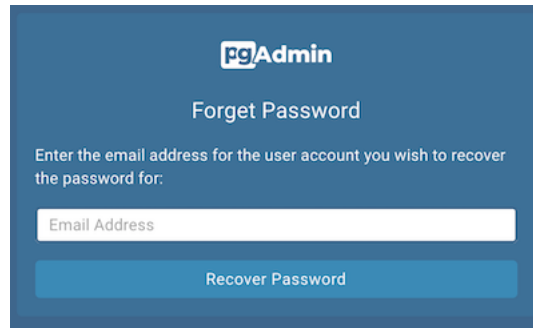 pgAdmin
Forget Password
Enter the email address for the user account you wish to recover
the password for:
Email Address
Recover Password